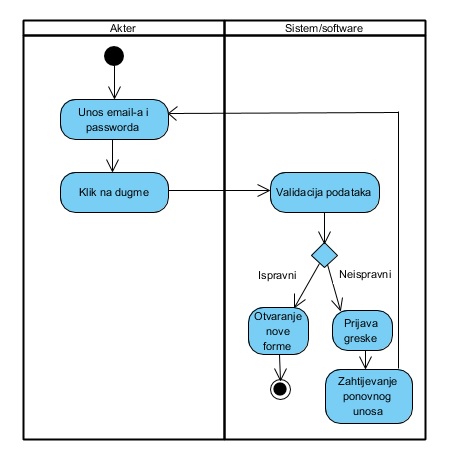 Akter
Sistem/software
Unos email-a i
passworda
Klik na dugme
Validacija podataka
Ispravni
Neispravni
Otvaranje
nove
forme
Prijava
greske
Zahtijevanje
ponovnog
unosa